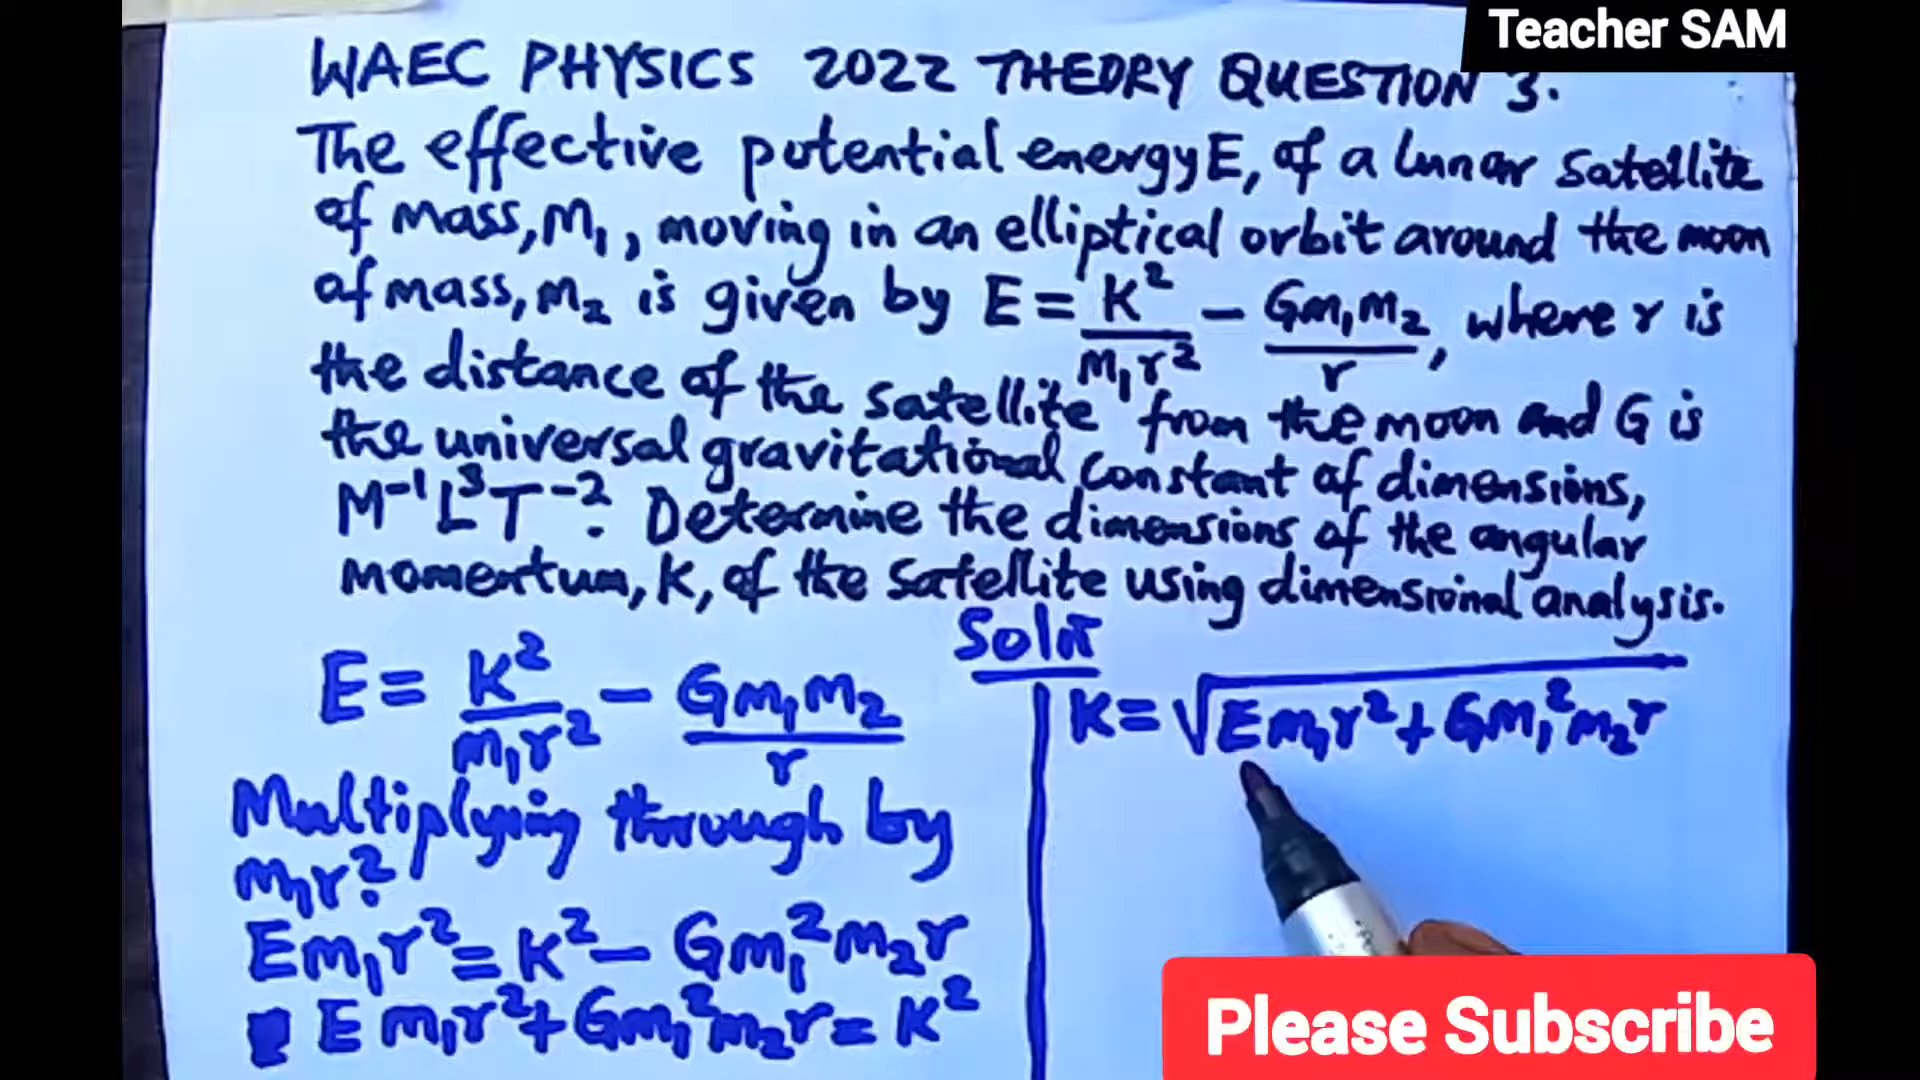 Teacher SAM
WAEC PHYSICS 2022 THEORY QUESTION 3.
The effective potential energy E, of a lunar satellite
of mass, M₁, moving in an elliptical orbit around the moon
of mass, m₂ is given by E = K²/m₁r² - Gm₁m₂/r, where r is
the distance of the satellite from the moon and G is
the universal gravitational constant of dimensions,
M⁻¹L³T⁻². Determine the dimensions of the angular
momentum, K, of the satellite using dimensional analysis.
Soln
E = K²/m₁r² - Gm₁m₂/r
Multiplying through by
m₁r².
Em₁r² = K² - Gm₁²m₂r
Em₁r² + Gm₁²m₂r = K²
K = √Em₁r² + Gm₁²m₂r
Please Subscribe